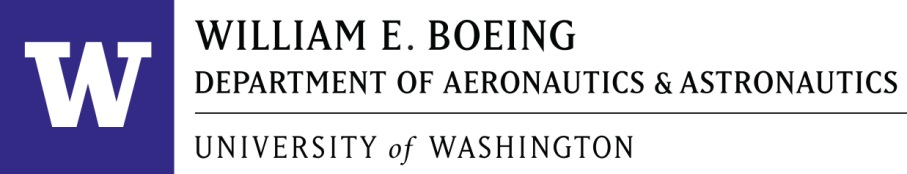 W
WILLIAM E. BOEING
DEPARTMENT OF AERONAUTICS & ASTRONAUTICS
UNIVERSITY of WASHINGTON